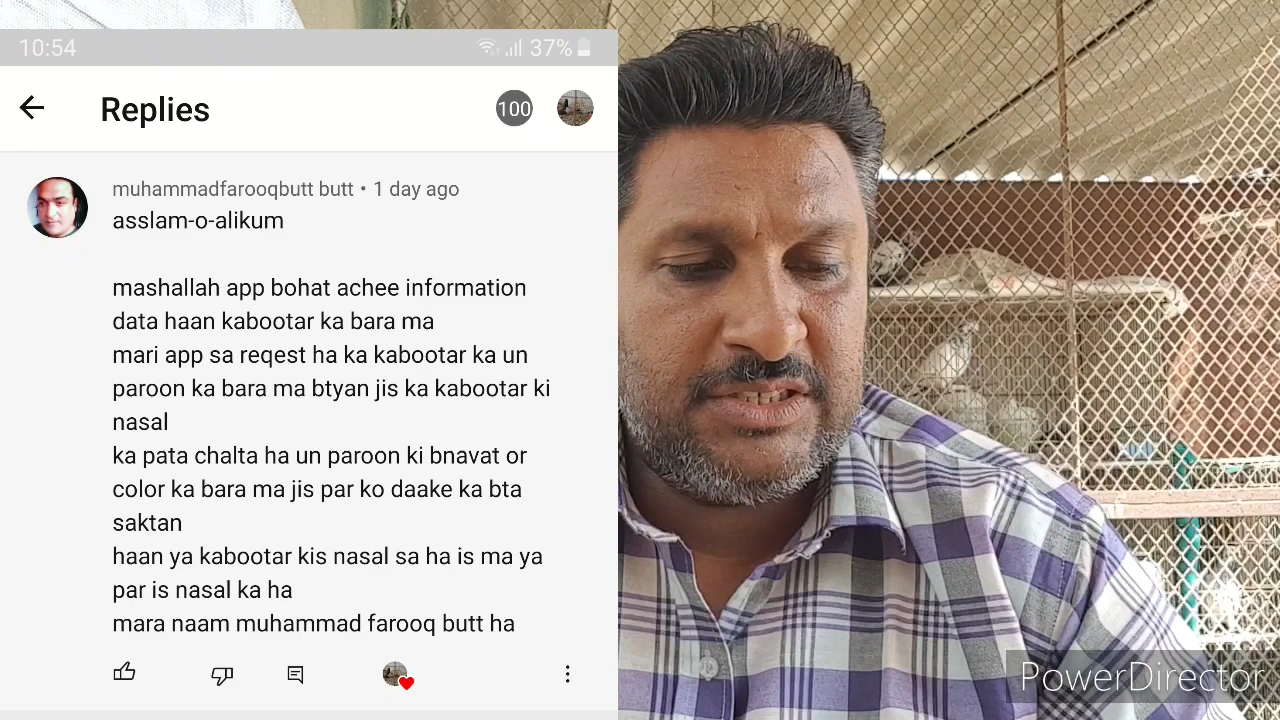 10:54
37%
Replies
100
muhammadfarooqbutt butt • 1 day ago
asslam-o-alikum
mashallah app bohat achee information
data haan kabootar ka bara ma
mari app sa reqest ha ka kabootar ka un
paroon ka bara ma btyan jis ka kabootar ki
nasal
ka pata chalta ha un paroon ki bnavat or
color ka bara ma jis par ko daake ka bta
saktan
haan ya kabootar kis nasal sa ha is ma ya
par is nasal ka ha
mara naam muhammad farooq butt ha
PowerDirector